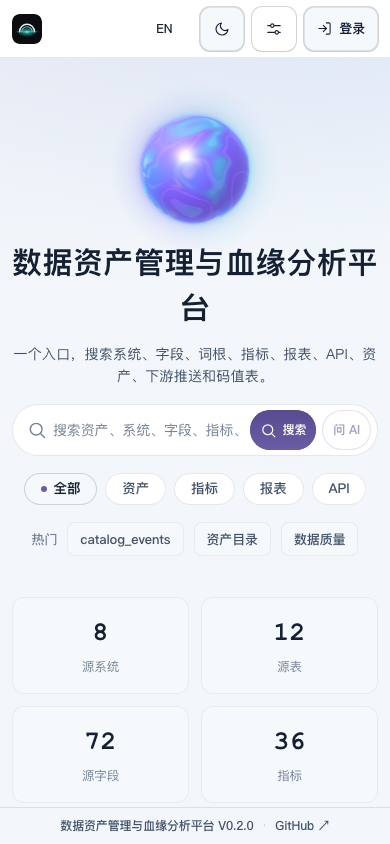 EN
登录
数据资产管理与血缘分析平
台
一个入口，搜索系统、字段、词根、指标、报表、API、资
产、下游推送和码值表。
搜索资产、系统、字段、指标、
搜索
问 AI
全部
资产
指标
报表
API
热门
catalog_events
资产目录
数据质量
8
12
源系统
源表
72
36
源字段
指标
数据资产管理与血缘分析平台 V0.2.0 · GitHub ↗